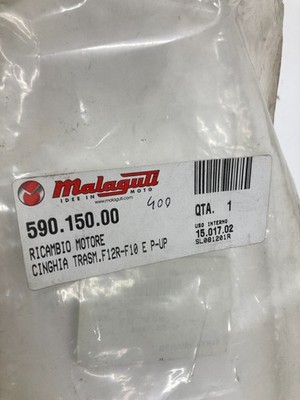 Malaguti
IDEE IN MOTO
www.malaguti.com
590.150.00
400
QTA. 1
RICAMBIO MOTORE
USO INTERNO
CINGHIA TRASM.F12R-F10 E P-UP
15.017.02
SL081201R